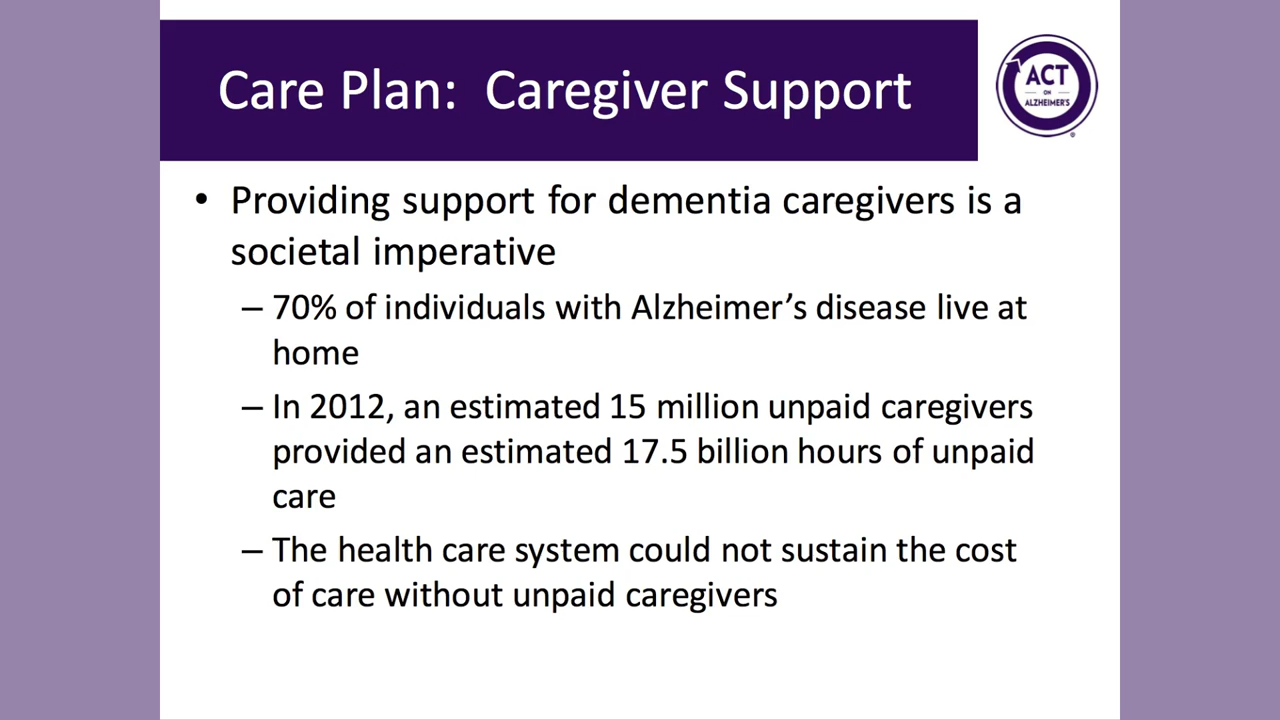 Care Plan:  Caregiver Support
ACT
ON
ALZHEIMER'S
®
• Providing support for dementia caregivers is a
societal imperative
– 70% of individuals with Alzheimer’s disease live at
home
– In 2012, an estimated 15 million unpaid caregivers
provided an estimated 17.5 billion hours of unpaid
care
– The health care system could not sustain the cost
of care without unpaid caregivers